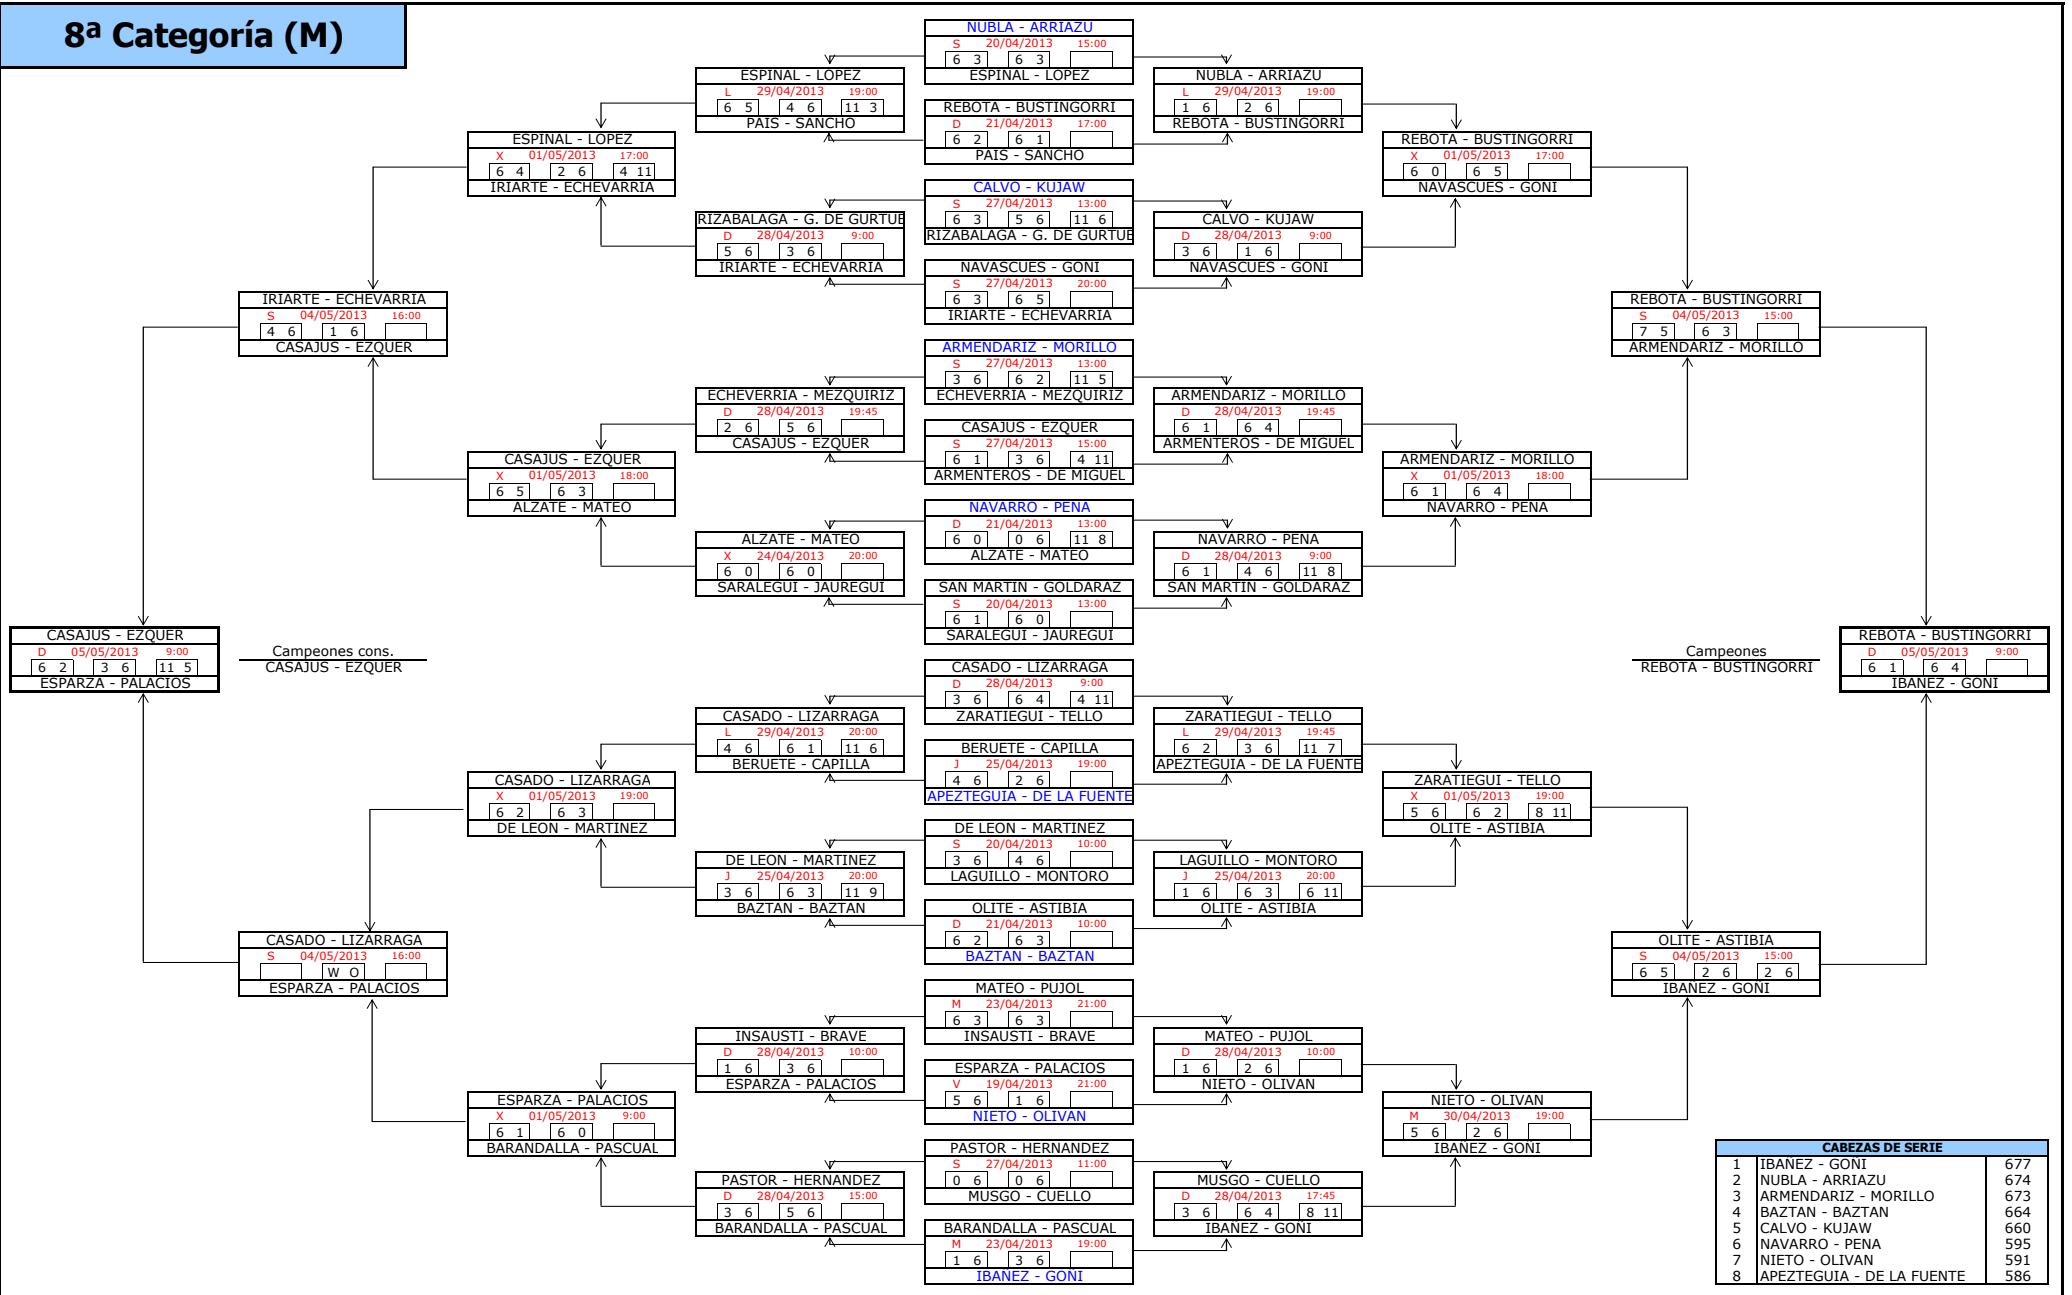 8ª Categoría (M)
CASAJUS - EZQUER
D 05/05/2013 9:00
6 2 3 6 11 5
ESPARZA - PALACIOS
Campeones cons.
CASAJUS - EZQUER
IRIARTE - ECHEVARRIA
S 04/05/2013 16:00
4 6 1 6
CASAJUS - EZQUER
CASADO - LIZARRAGA
S 04/05/2013 16:00
W O
ESPARZA - PALACIOS
ESPINAL - LOPEZ
X 01/05/2013 17:00
6 4 2 6 4 11
IRIARTE - ECHEVARRIA
CASAJUS - EZQUER
X 01/05/2013 18:00
6 5 6 3
ALZATE - MATEO
CASADO - LIZARRAGA
X 01/05/2013 19:00
6 2 6 3
DE LEON - MARTINEZ
ESPARZA - PALACIOS
X 01/05/2013 9:00
6 1 6 0
BARANDALLA - PASCUAL
ESPINAL - LOPEZ
L 29/04/2013 19:00
6 5 4 6 11 3
PAIS - SANCHO
RIZABALAGA - G. DE GURTUB
D 28/04/2013 9:00
5 6 3 6
IRIARTE - ECHEVARRIA
ECHEVERRIA - MEZQUIRIZ
D 28/04/2013 19:45
2 6 5 6
CASAJUS - EZQUER
ALZATE - MATEO
X 24/04/2013 20:00
6 0 6 0
SARALEGUI - JAUREGUI
CASADO - LIZARRAGA
L 29/04/2013 20:00
4 6 6 1 11 6
BERUETE - CAPILLA
DE LEON - MARTINEZ
J 25/04/2013 20:00
3 6 6 3 11 9
BAZTAN - BAZTAN
INSAUSTI - BRAVE
D 28/04/2013 10:00
1 6 3 6
ESPARZA - PALACIOS
PASTOR - HERNANDEZ
D 28/04/2013 15:00
3 6 5 6
BARANDALLA - PASCUAL
NUBLA - ARRIAZU
S 20/04/2013 15:00
6 3 6 3
ESPINAL - LOPEZ
REBOTA - BUSTINGORRI
D 21/04/2013 17:00
6 2 6 1
PAIS - SANCHO
CALVO - KUJAW
S 27/04/2013 13:00
6 3 5 6 11 6
RIZABALAGA - G. DE GURTUB
NAVASCUES - GOÑI
S 27/04/2013 20:00
6 3 6 5
IRIARTE - ECHEVARRIA
ARMENDARIZ - MORILLO
S 27/04/2013 13:00
3 6 6 2 11 5
ECHEVERRIA - MEZQUIRIZ
CASAJUS - EZQUER
S 27/04/2013 15:00
6 1 3 6 4 11
ARMENTEROS - DE MIGUEL
NAVARRO - PEÑA
D 21/04/2013 13:00
6 0 0 6 11 8
ALZATE - MATEO
SAN MARTIN - GOLDARAZ
S 20/04/2013 13:00
6 1 6 0
SARALEGUI - JAUREGUI
CASADO - LIZARRAGA
D 28/04/2013 9:00
3 6 6 4 4 11
ZARATIEGUI - TELLO
BERUETE - CAPILLA
J 25/04/2013 19:00
4 6 2 6
APEZTEGUIA - DE LA FUENTE
DE LEON - MARTINEZ
S 20/04/2013 10:00
3 6 4 6
LAGUILLO - MONTORO
OLITE - ASTIBIA
D 21/04/2013 10:00
6 2 6 3
BAZTAN - BAZTAN
MATEO - PUJOL
M 23/04/2013 21:00
6 3 6 3
INSAUSTI - BRAVE
ESPARZA - PALACIOS
V 19/04/2013 21:00
5 6 1 6
NIETO - OLIVAN
PASTOR - HERNANDEZ
S 27/04/2013 11:00
0 6 0 6
MUSGO - CUELLO
BARANDALLA - PASCUAL
M 23/04/2013 19:00
1 6 3 6
IBAÑEZ - GOÑI
NUBLA - ARRIAZU
L 29/04/2013 19:00
1 6 2 6
REBOTA - BUSTINGORRI
CALVO - KUJAW
D 28/04/2013 9:00
3 6 1 6
NAVASCUES - GOÑI
ARMENDARIZ - MORILLO
D 28/04/2013 19:45
6 1 6 4
ARMENTEROS - DE MIGUEL
NAVARRO - PEÑA
D 28/04/2013 9:00
6 1 4 6 11 8
SAN MARTIN - GOLDARAZ
ZARATIEGUI - TELLO
L 29/04/2013 19:45
6 2 3 6 11 7
APEZTEGUIA - DE LA FUENTE
LAGUILLO - MONTORO
J 25/04/2013 20:00
1 6 6 3 6 11
OLITE - ASTIBIA
MATEO - PUJOL
D 28/04/2013 10:00
1 6 2 6
NIETO - OLIVAN
MUSGO - CUELLO
D 28/04/2013 17:45
3 6 6 4 8 11
IBAÑEZ - GOÑI
REBOTA - BUSTINGORRI
X 01/05/2013 17:00
6 0 6 5
NAVASCUES - GOÑI
ARMENDARIZ - MORILLO
X 01/05/2013 18:00
6 1 6 4
NAVARRO - PEÑA
ZARATIEGUI - TELLO
X 01/05/2013 19:00
5 6 6 2 8 11
OLITE - ASTIBIA
NIETO - OLIVAN
M 30/04/2013 19:00
5 6 2 6
IBAÑEZ - GOÑI
REBOTA - BUSTINGORRI
S 04/05/2013 15:00
7 5 6 3
ARMENDARIZ - MORILLO
OLITE - ASTIBIA
S 04/05/2013 15:00
6 5 2 6 2 6
IBAÑEZ - GOÑI
Campeones
REBOTA - BUSTINGORRI
REBOTA - BUSTINGORRI
D 05/05/2013 9:00
6 1 6 4
IBAÑEZ - GOÑI
CABEZAS DE SERIE
1 IBAÑEZ - GOÑI 677
2 NUBLA - ARRIAZU 674
3 ARMENDARIZ - MORILLO 673
4 BAZTAN - BAZTAN 664
5 CALVO - KUJAW 660
6 NAVARRO - PEÑA 595
7 NIETO - OLIVAN 591
8 APEZTEGUIA - DE LA FUENTE 586